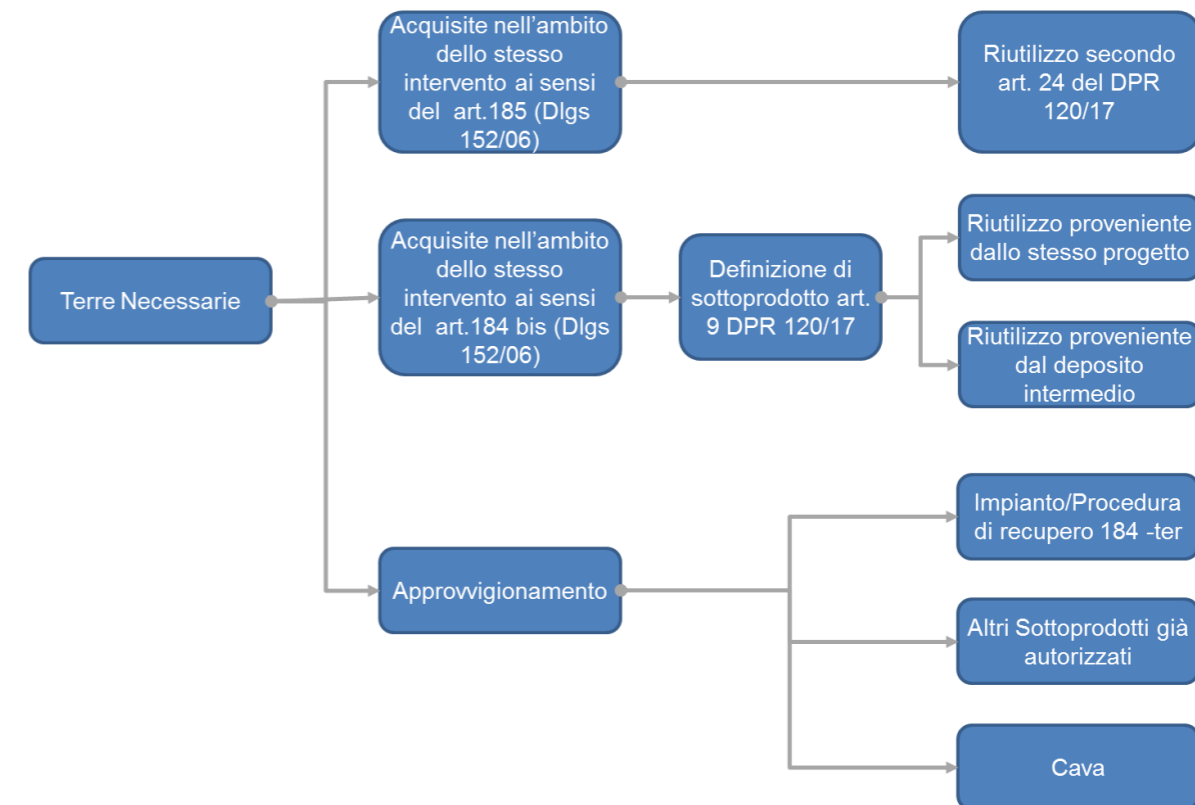 Acquisite nell'ambito
dello stesso
intervento ai sensi
del art.185 (Dlgs
152/06)
Riutilizzo secondo
art. 24 del DPR
120/17
Terre Necessarie
Acquisite nell'ambito
dello stesso
intervento ai sensi
del art.184 bis (Dlgs
152/06)
Definizione di
sottoprodotto art.
9 DPR 120/17
Riutilizzo proveniente
dallo stesso progetto
Riutilizzo proveniente
dal deposito
intermedio
Approvvigionamento
Impianto/Procedura
di recupero 184 -ter
Altri Sottoprodotti già
autorizzati
Cava